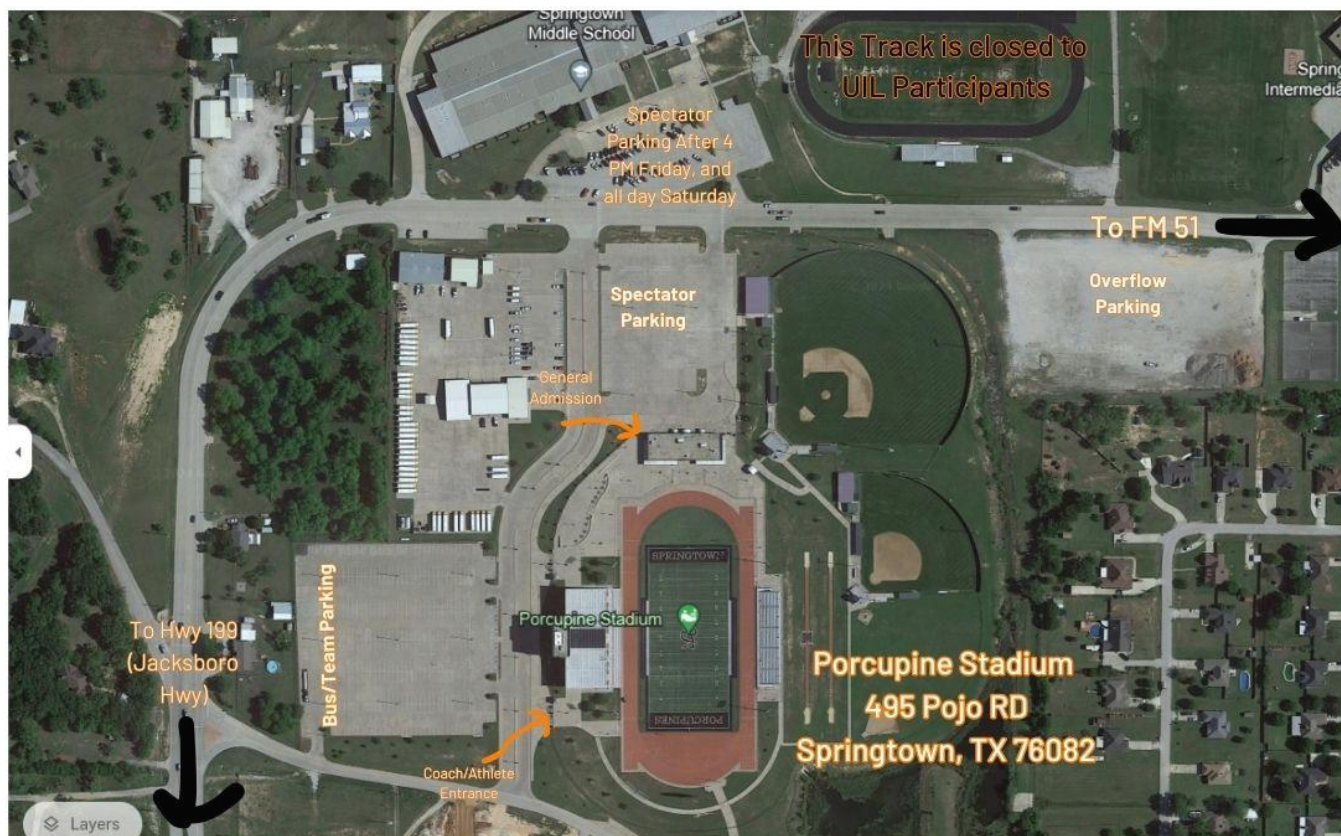 Springtown
Middle School
This Track is closed to
UIL Participants
Spring
Intermedia
Spectator
Parking After 4
PM Friday, and
all day Saturday
To FM 51
Overflow
Parking
Spectator
Parking
General
Admission
SPRINGTOWN
Porcupine Stadium
Bus/Team Parking
To Hwy 199
(Jacksboro
Hwy)
Porcupine Stadium
495 Pojo RD
Springtown, TX 76082
PORCUPINES
Coach/Athlete
Entrance
Layers